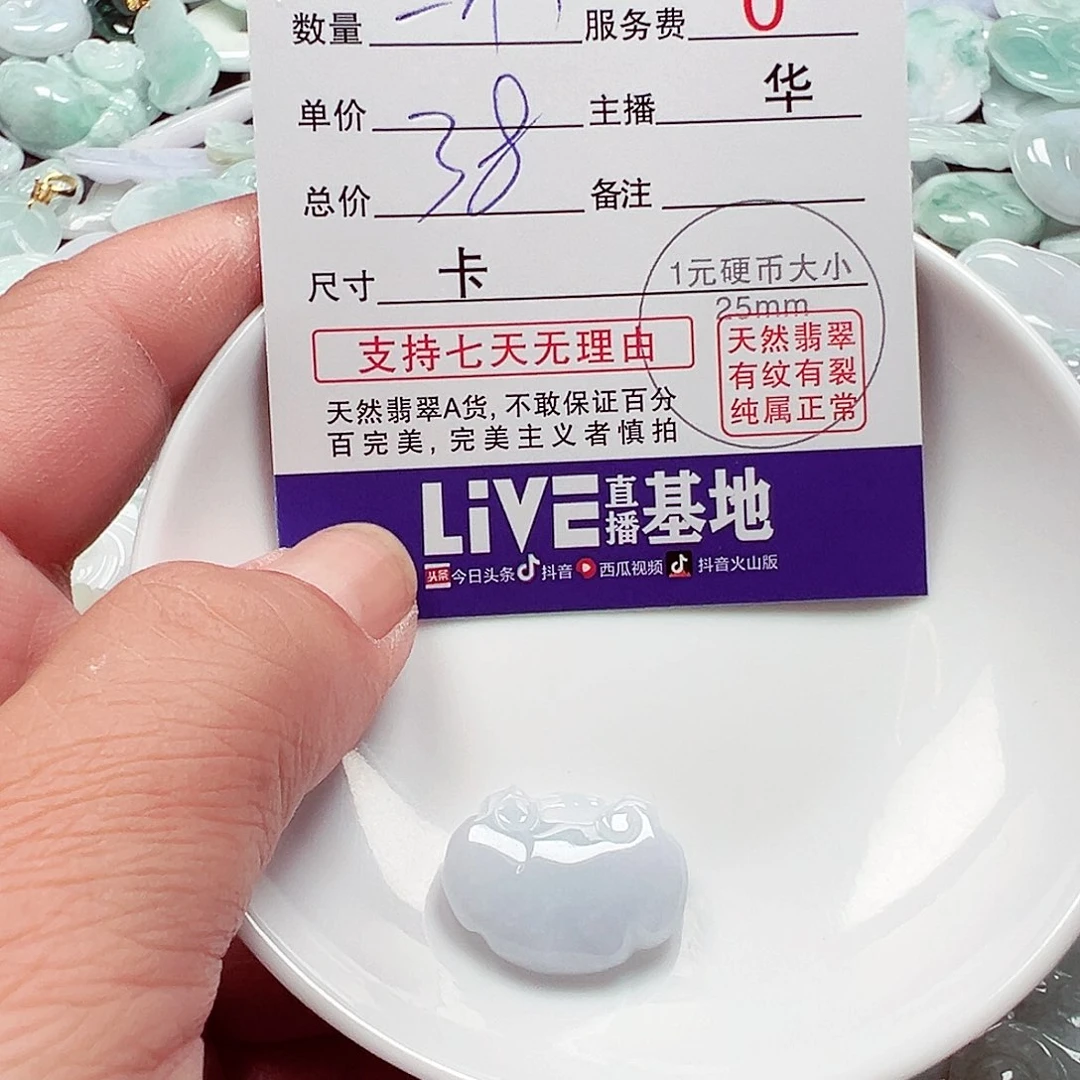 数量 服务费 0
单价 38 主播 华
总价 备注
尺寸 卡
1元硬币大小
25mm
支持七天无理由
天然翡翠
有纹有裂
纯属正常
天然翡翠A货,不敢保证百分
百完美,完美主义者慎拍
LiVE直播基地
头条 今日头条 抖音 西瓜视频 抖音火山版